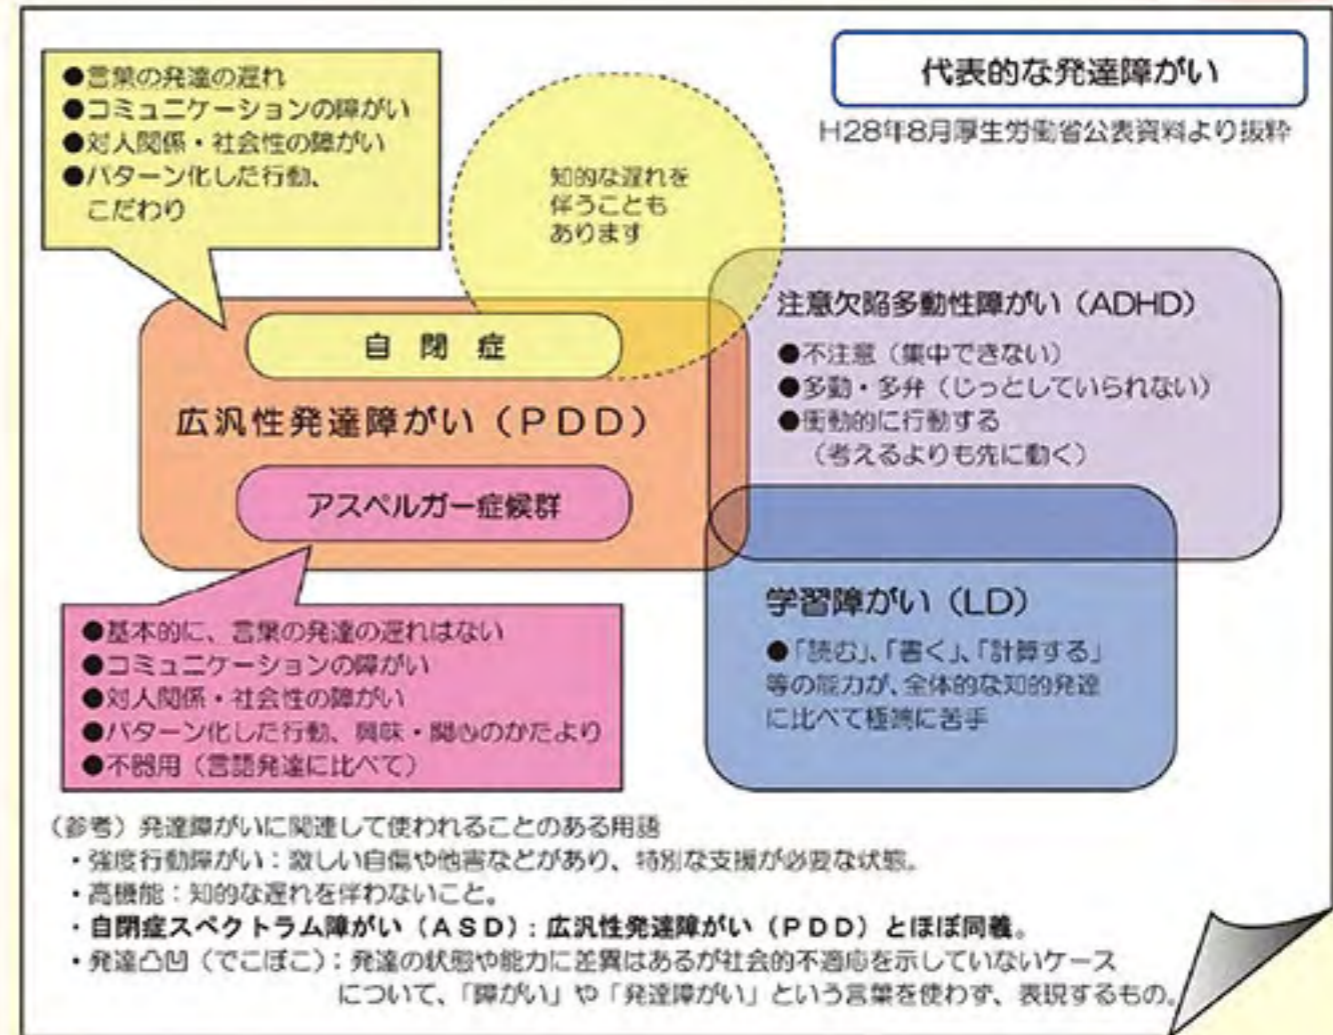 代表的な発達障がい
H28年8月厚生労働省公表資料より抜粋
●言葉の発達の遅れ
●コミュニケーションの障がい
●対人関係・社会性の障がい
●パターン化した行動、
こだわり
知的な遅れを
伴うことも
あります
自閉症
広汎性発達障がい(PDD)
アスペルガー症候群
●基本的に、言葉の発達の遅れはない
●コミュニケーションの障がい
●対人関係・社会性の障がい
●パターン化した行動、興味・関心のかたより
●不器用(言語発達に比べて)
注意欠陥多動性障がい(ADHD)
●不注意(集中できない)
●多動・多弁(じっとしていられない)
●衝動的に行動する
(考えるよりも先に動く)
学習障がい(LD)
●「読む」、「書く」、「計算する」
等の能力が、全体的な知的発達
に比べて極端に苦手
(参考)発達障がいに関連して使われることのある用語
・強度行動障がい:激しい自傷や他害などがあり、特別な支援が必要な状態。
・高機能:知的な遅れを伴わないこと。
・自閉症スペクトラム障がい(ASD):広汎性発達障がい(PDD)とほぼ同義。
・発達凸凹(でこぼこ):発達の状態や能力に差異はあるが社会的不適応を示していないケース
について、「障がい」や「発達障がい」という言葉を使わず、表現するもの。